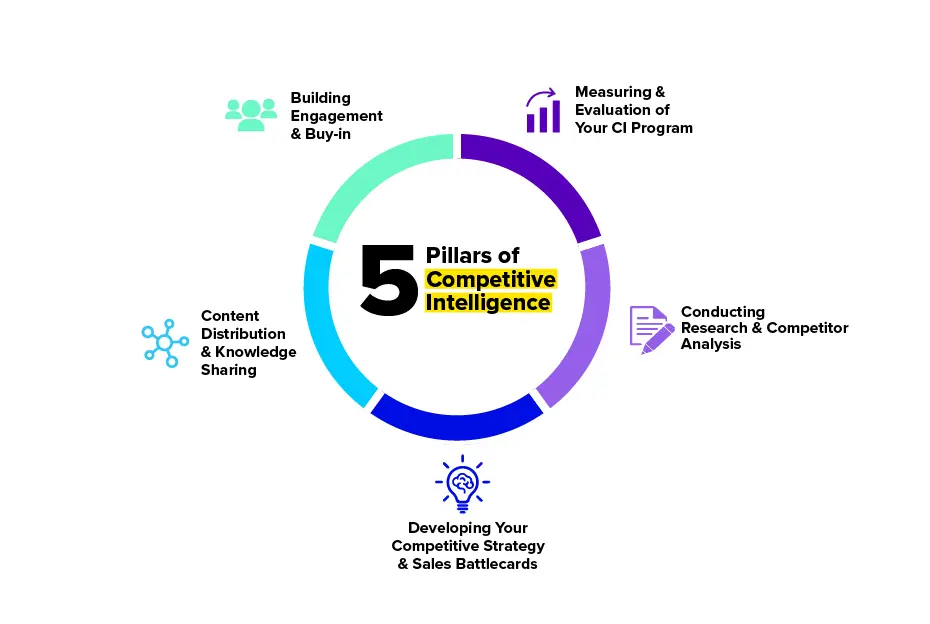 Building
Engagement
& Buy-in
Measuring &
Evaluation of
Your CI Program
5
Pillars of
Competitive
Intelligence
Content
Distribution
& Knowledge
Sharing
Conducting
Research & Competitor
Analysis
Developing Your
Competitive Strategy
& Sales Battlecards